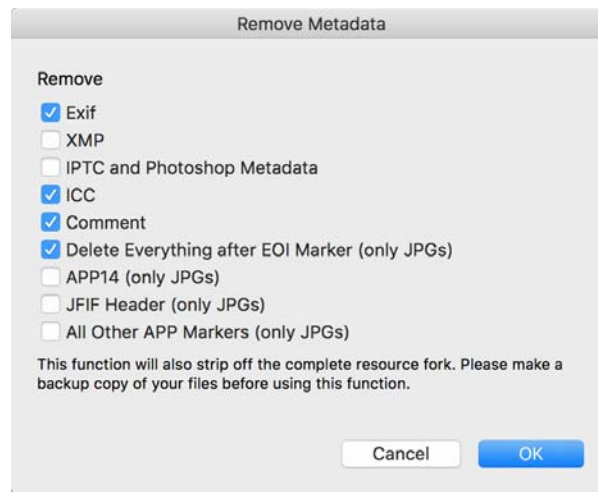 Remove Metadata
Remove
Exif
XMP
IPTC and Photoshop Metadata
ICC
Comment
Delete Everything after EOI Marker (only JPGs)
APP14 (only JPGs)
JFIF Header (only JPGs)
All Other APP Markers (only JPGs)
This function will also strip off the complete resource fork. Please make a
backup copy of your files before using this function.
Cancel OK